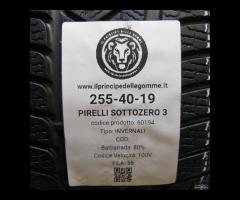 www.ilprincipedellegomme.it
255-40-19
PIRELLI SOTTOZERO 3
codice prodotto: 60194
Tipo: INVERNALI
COD.
Battistrada: 80%
Codice Velocità: 100V